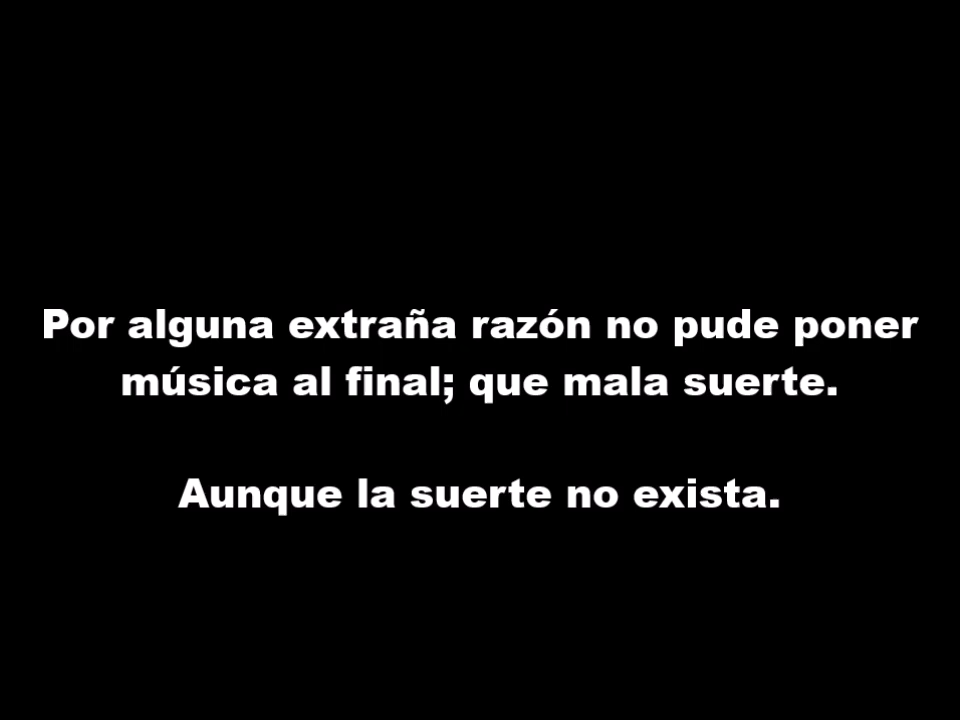 Por alguna extraña razón no pude poner
música al final; que mala suerte.
Aunque la suerte no exista.